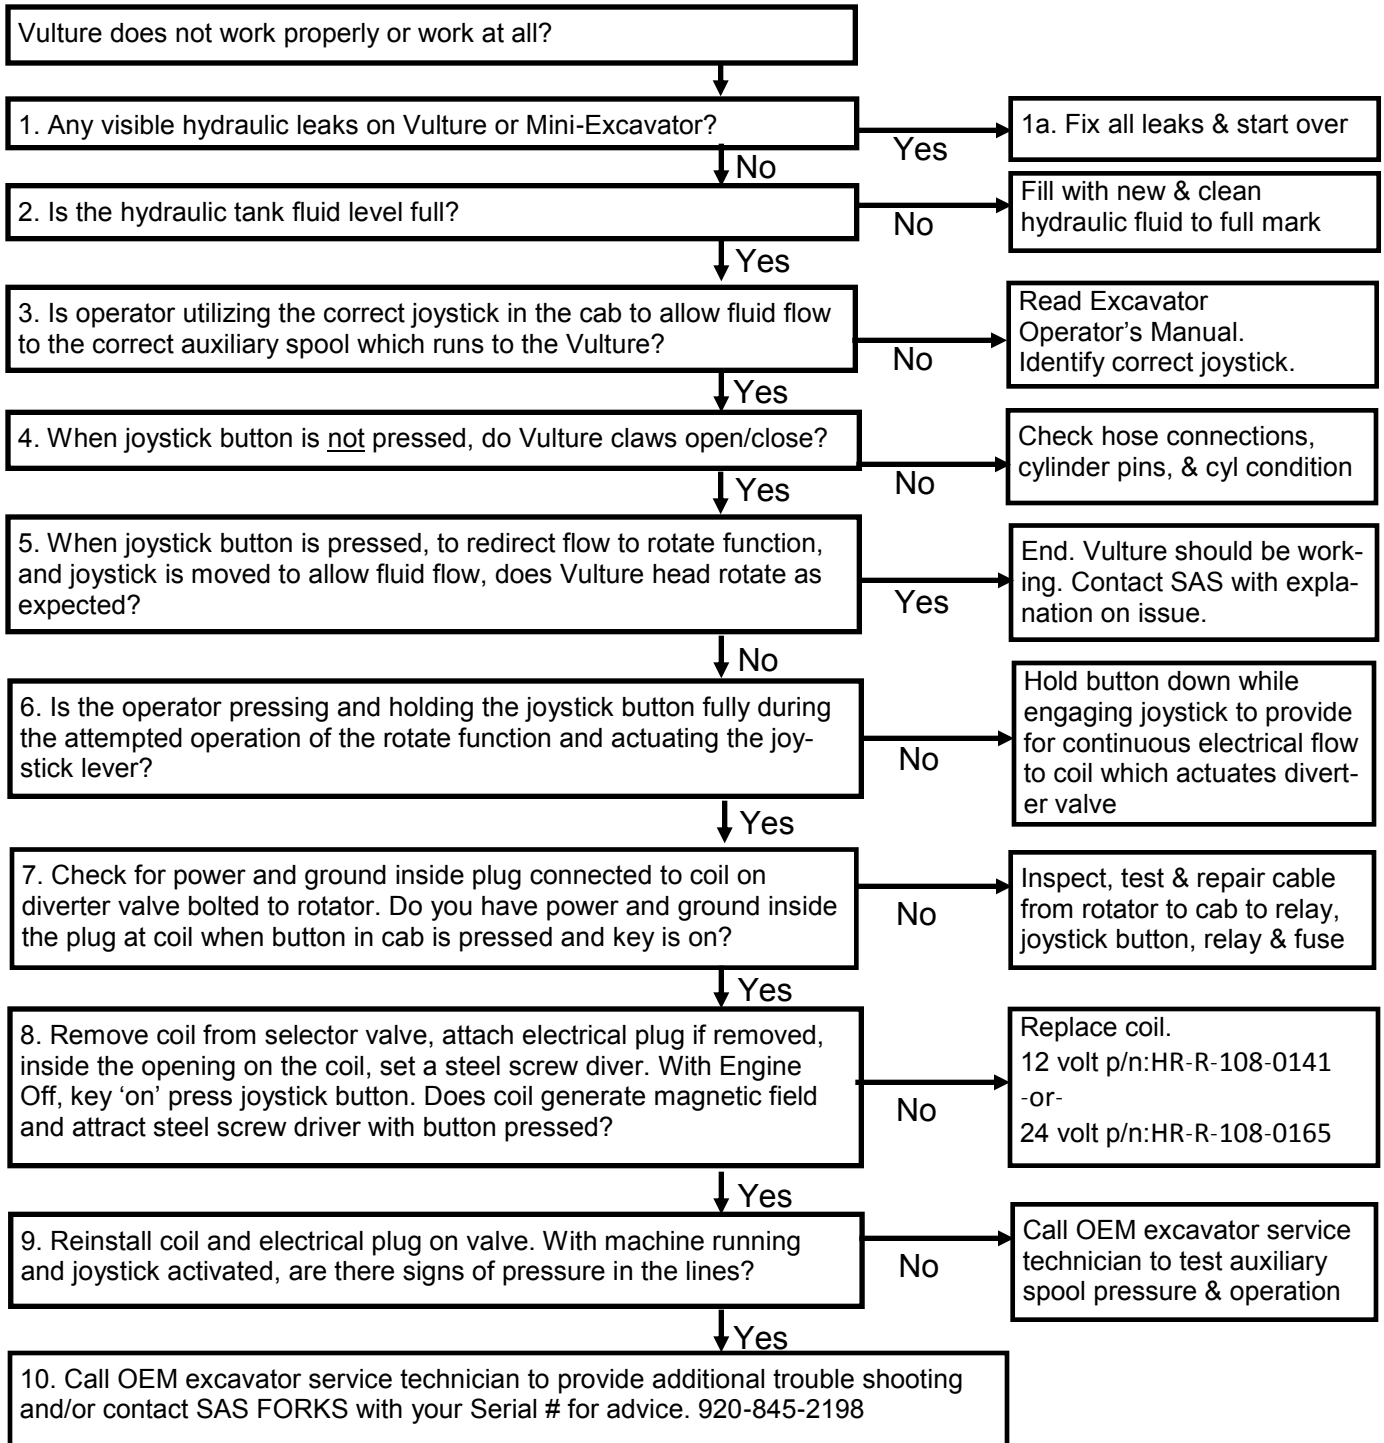 Vulture does not work properly or work at all?
1. Any visible hydraulic leaks on Vulture or Mini-Excavator?
Yes
1a. Fix all leaks & start over
No
2. Is the hydraulic tank fluid level full?
No
Fill with new & clean
hydraulic fluid to full mark
Yes
3. Is operator utilizing the correct joystick in the cab to allow fluid flow
to the correct auxiliary spool which runs to the Vulture?
No
Read Excavator
Operator’s Manual.
Identify correct joystick.
Yes
4. When joystick button is not pressed, do Vulture claws open/close?
No
Check hose connections,
cylinder pins, & cyl condition
Yes
5. When joystick button is pressed, to redirect flow to rotate function,
and joystick is moved to allow fluid flow, does Vulture head rotate as
expected?
Yes
End. Vulture should be work-
ing. Contact SAS with expla-
nation on issue.
No
6. Is the operator pressing and holding the joystick button fully during
the attempted operation of the rotate function and actuating the joy-
stick lever?
No
Hold button down while
engaging joystick to provide
for continuous electrical flow
to coil which actuates divert-
er valve
Yes
7. Check for power and ground inside plug connected to coil on
diverter valve bolted to rotator. Do you have power and ground inside
the plug at coil when button in cab is pressed and key is on?
No
Inspect, test & repair cable
from rotator to cab to relay,
joystick button, relay & fuse
Yes
8. Remove coil from selector valve, attach electrical plug if removed,
inside the opening on the coil, set a steel screw diver. With Engine
Off, key ‘on’ press joystick button. Does coil generate magnetic field
and attract steel screw driver with button pressed?
No
Replace coil.
12 volt p/n:HR-R-108-0141
-or-
24 volt p/n:HR-R-108-0165
Yes
9. Reinstall coil and electrical plug on valve. With machine running
and joystick activated, are there signs of pressure in the lines?
No
Call OEM excavator service
technician to test auxiliary
spool pressure & operation
Yes
10. Call OEM excavator service technician to provide additional trouble shooting
and/or contact SAS FORKS with your Serial # for advice. 920-845-2198